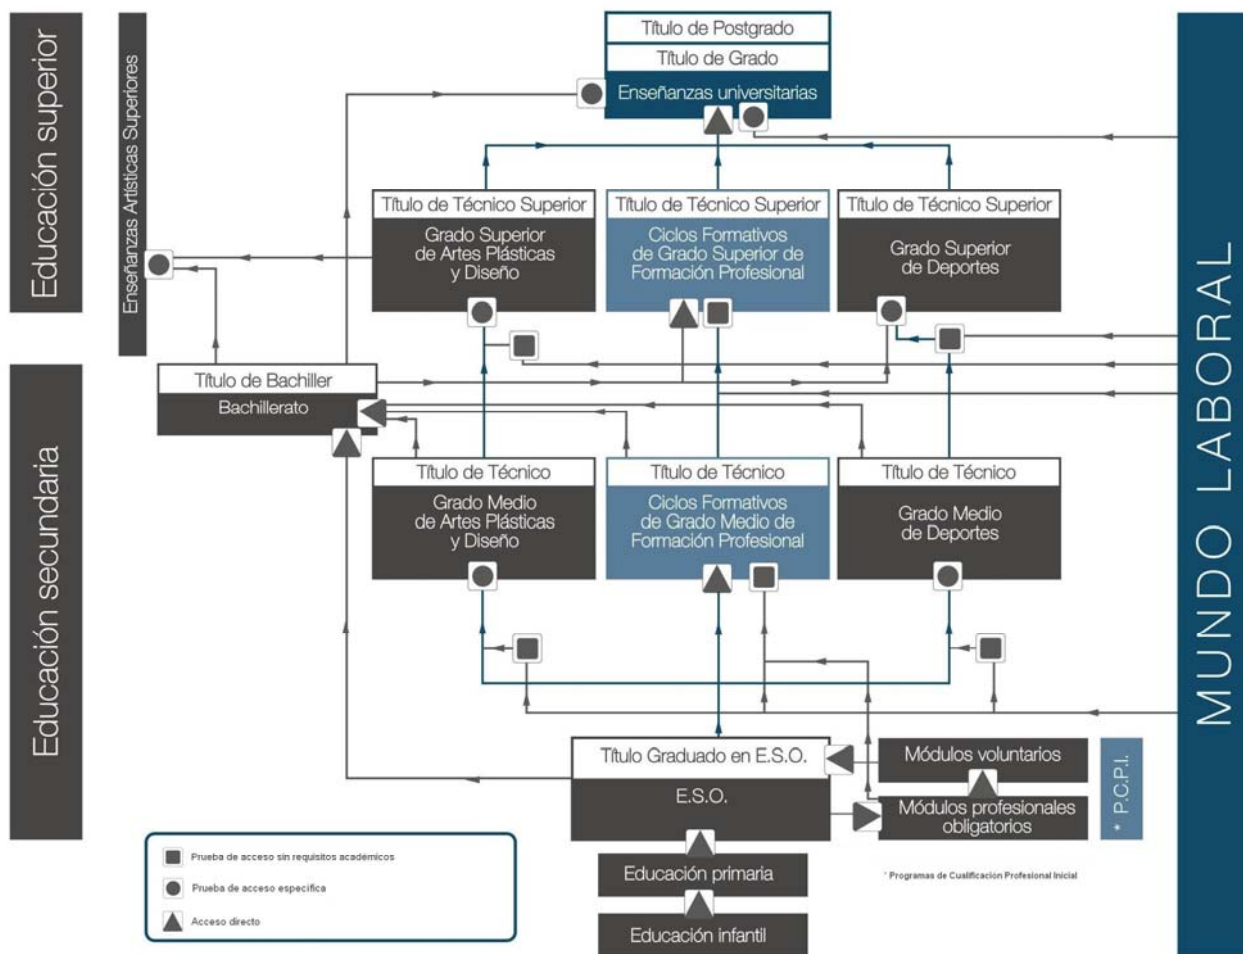 Título de Postgrado
Título de Grado
Enseñanzas universitarias
Educación superior
Enseñanzas Artísticas Superiores
Título de Técnico Superior
Grado Superior
de Artes Plásticas
y Diseño
Título de Técnico Superior
Ciclos Formativos
de Grado Superior de
Formación Profesional
Título de Técnico Superior
Grado Superior
de Deportes
MUNDO LABORAL
Título de Bachiller
Bachillerato
Educación secundaria
Título de Técnico
Grado Medio
de Artes Plásticas
y Diseño
Título de Técnico
Ciclos Formativos
de Grado Medio de
Formación Profesional
Título de Técnico
Grado Medio
de Deportes
Título Graduado en E.S.O.
E.S.O.
Módulos voluntarios
Módulos profesionales
obligatorios
* P.C.P.I.
Educación primaria
Educación infantil
* Programas de Cualificación Profesional Inicial
Prueba de acceso sin requisitos académicos
Prueba de acceso específica
Acceso directo